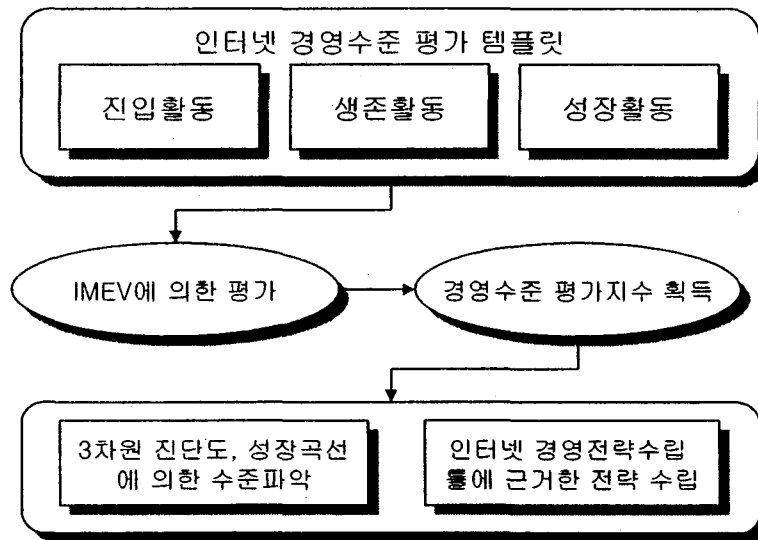 인터넷 경영수준 평가 템플릿
진입활동
생존활동
성장활동
IMEV에 의한 평가
경영수준 평가지수 획득
3차원 진단도, 성장곡선
에 의한 수준파악
인터넷 경영전략수립
툴에 근거한 전략 수립